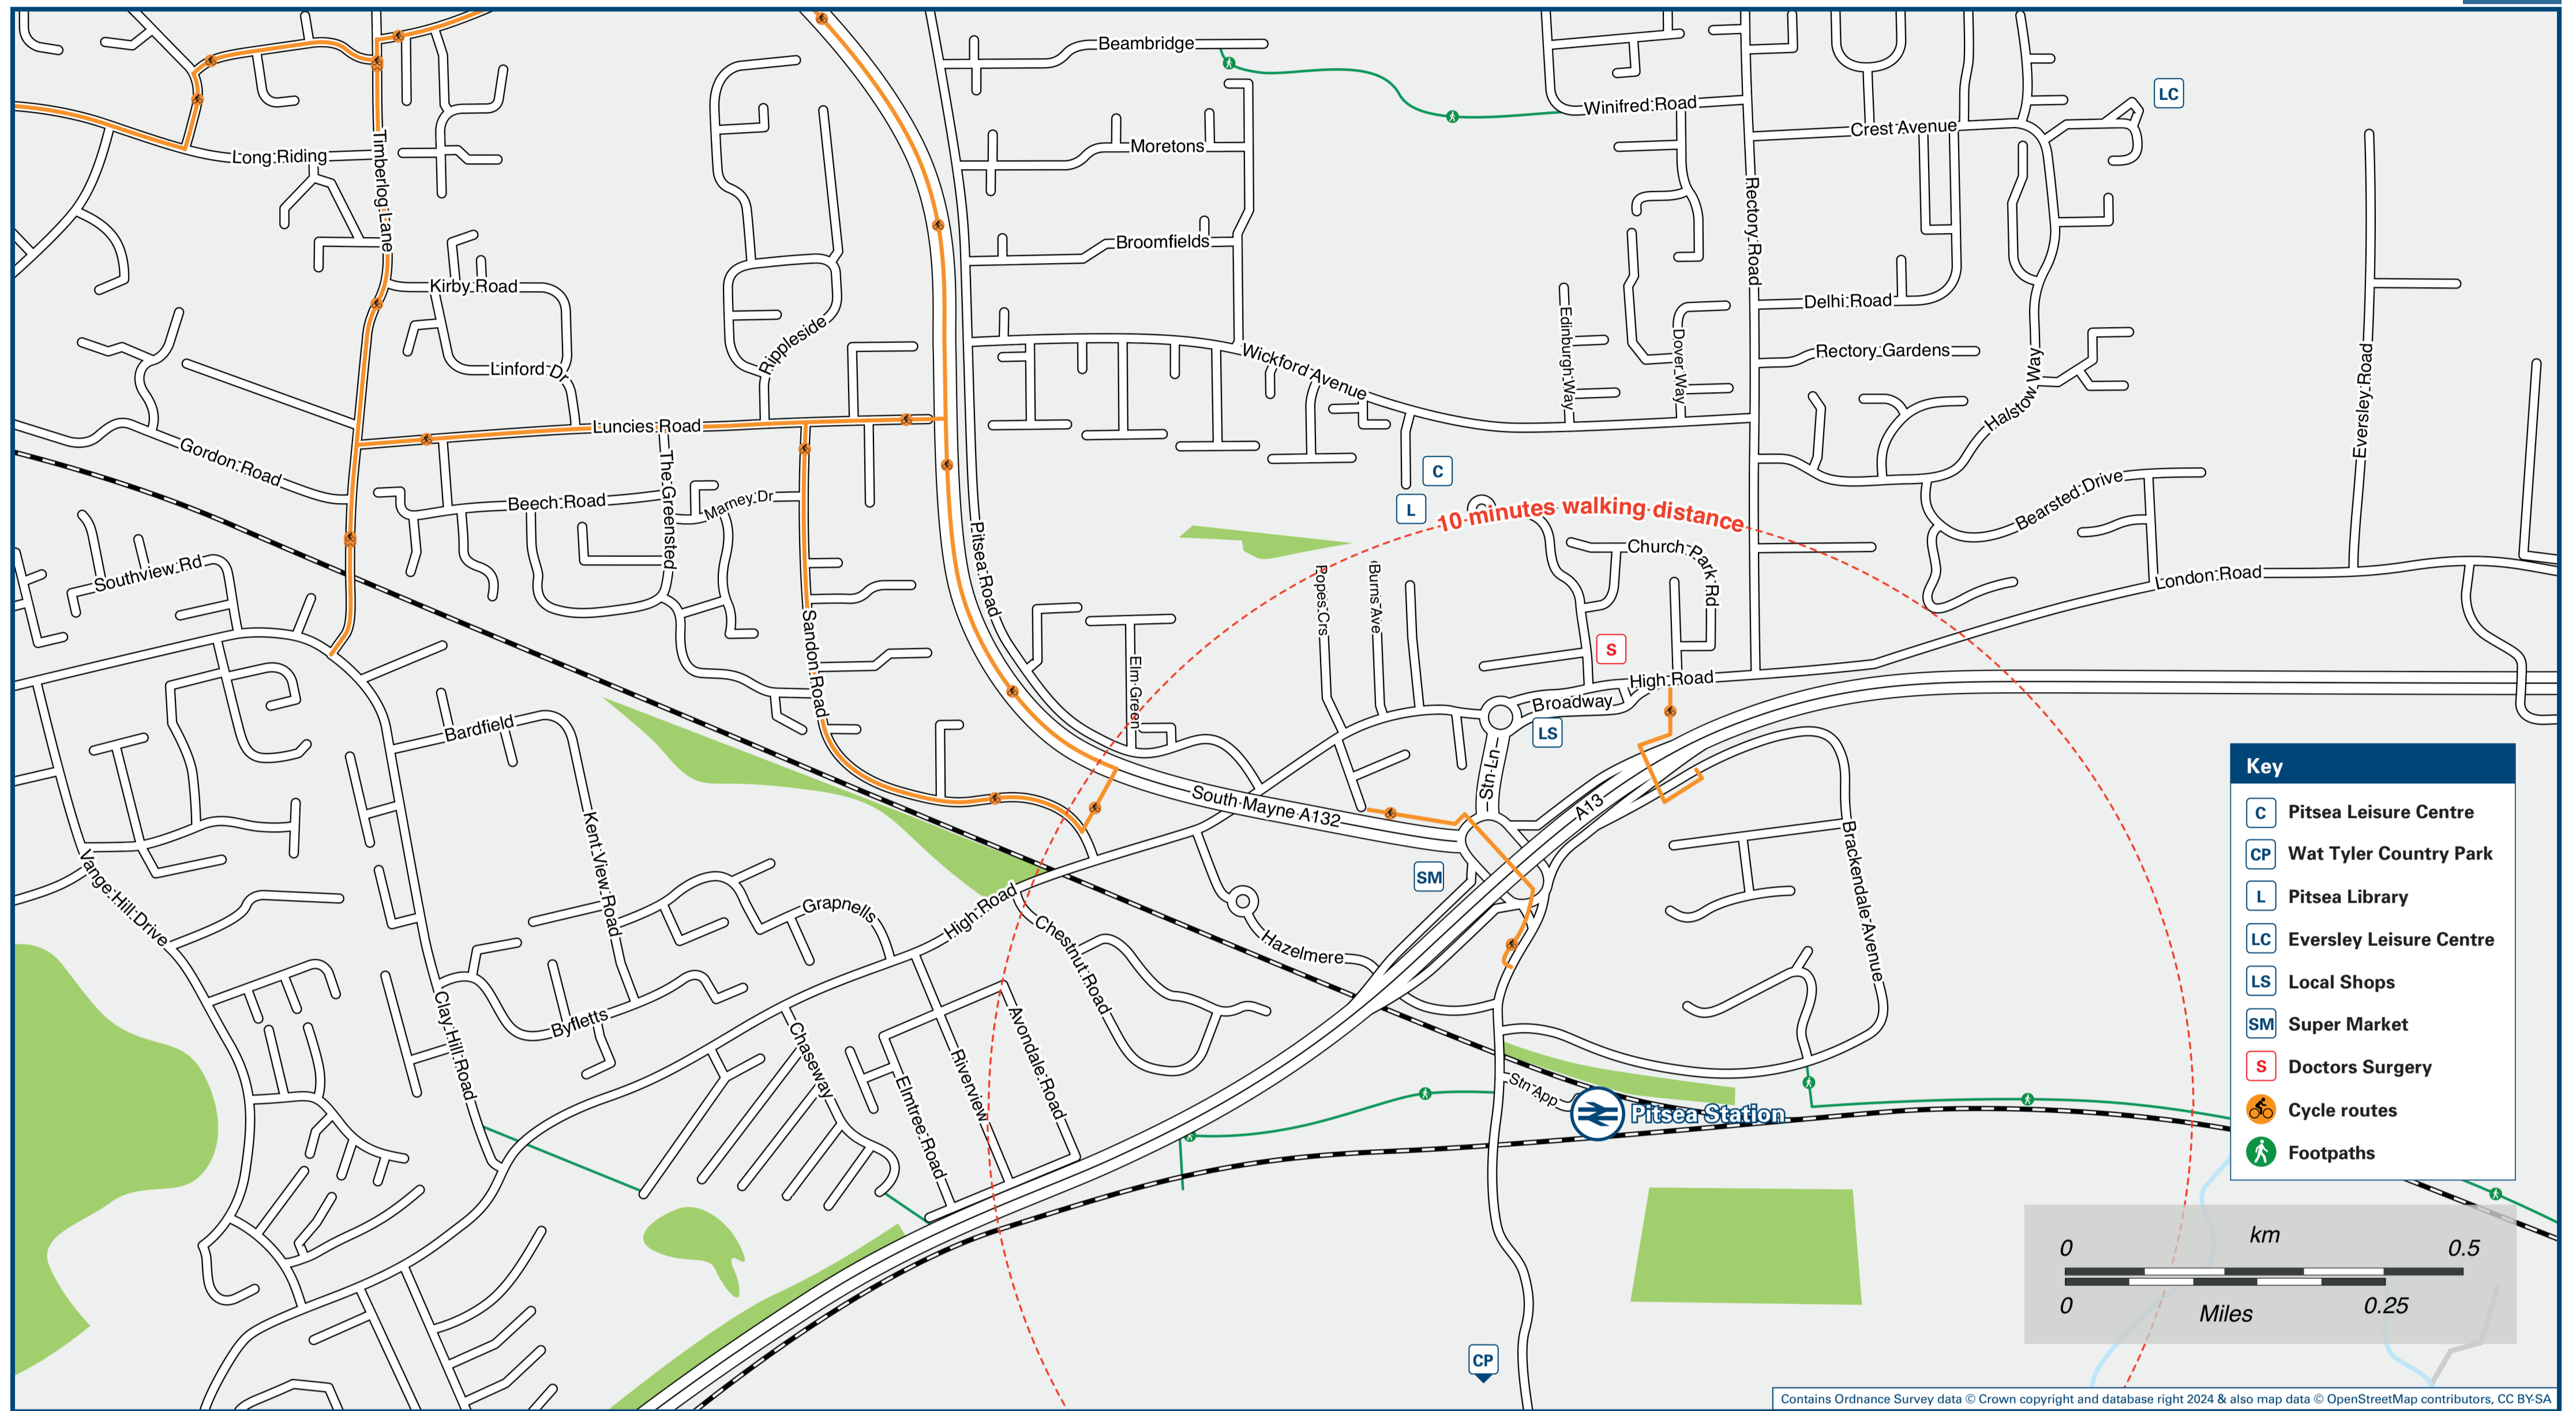 Beambridge
Winifred Road
LC
Crest Avenue
Timberlog Lane
Long Riding
Moretons
Rectory Road
Broomfields
Kirby Road
Delhi Road
Edinburgh Way
Dover Way
Rippleside
Linford Dr
Wickford Avenue
Rectory Gardens
Halstow Way
Eversley Road
Luncies Road
Gordon Road
The Greensted
Beech Road
Marney Dr
C
L
10 minutes walking distance
Bearsted Drive
Pitsea Road
Southview Rd
Popes Crs
Burns Ave
Church Park Rd
London Road
Sandon Road
Elm Green
S
High Road
Broadway
LS
Bardfield
Stn Ln
South Mayne A132
A13
Kent View Road
Vange Hill Drive
Brackendale Avenue
SM
Grapnells
High Road
Chestnut Road
Hazelmere
Clay Hill Road
Byfletts
Chaseway
Avondale Road
Riverview
Elmtree Road
Stn App
Pitsea Station
CP
Key
C Pitsea Leisure Centre
CP Wat Tyler Country Park
L Pitsea Library
LC Eversley Leisure Centre
LS Local Shops
SM Super Market
S Doctors Surgery
Cycle routes
Footpaths
km
0 0.5
0 0.25
Miles
Contains Ordnance Survey data © Crown copyright and database right 2024 & also map data © OpenStreetMap contributors, CC BY-SA